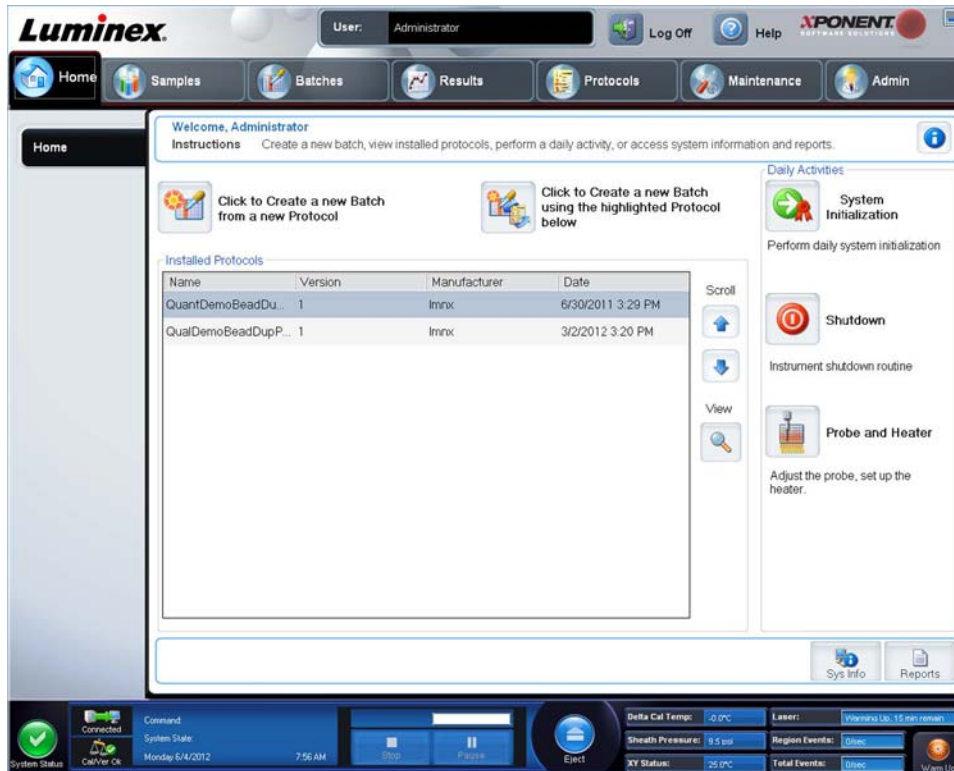 Luminex.
User: Administrator
Log Off
Help
XPONENT
SOFTWARE SOLUTIONS
Home
Samples
Batches
Results
Protocols
Maintenance
Admin
Home
Welcome, Administrator
Instructions Create a new batch, view installed protocols, perform a daily activity, or access system information and reports.
Click to Create a new Batch
from a new Protocol
Click to Create a new Batch
using the highlighted Protocol
below
Installed Protocols
Name Version Manufacturer Date
QuantDemoBeadDu... 1 lmnx 6/30/2011 3:29 PM
QualDemoBeadDupP... 1 lmnx 3/2/2012 3:20 PM
Scroll
View
Daily Activities
System
Initialization
Perform daily system initialization
Shutdown
Instrument shutdown routine
Probe and Heater
Adjust the probe, set up the
heater.
Sys Info
Reports
System Status
Connected
Cal/Ver Ok
Command
System State:
Monday 6/4/2012 7:56 AM
Stop
Pause
Eject
Delta Cal Temp: -0.0°C
Sheath Pressure: 9.5 psi
XY Status: 25.0°C
Laser: Warming Up, 15 min remain
Region Events: 0/sec
Total Events: 0/sec
Warm Up